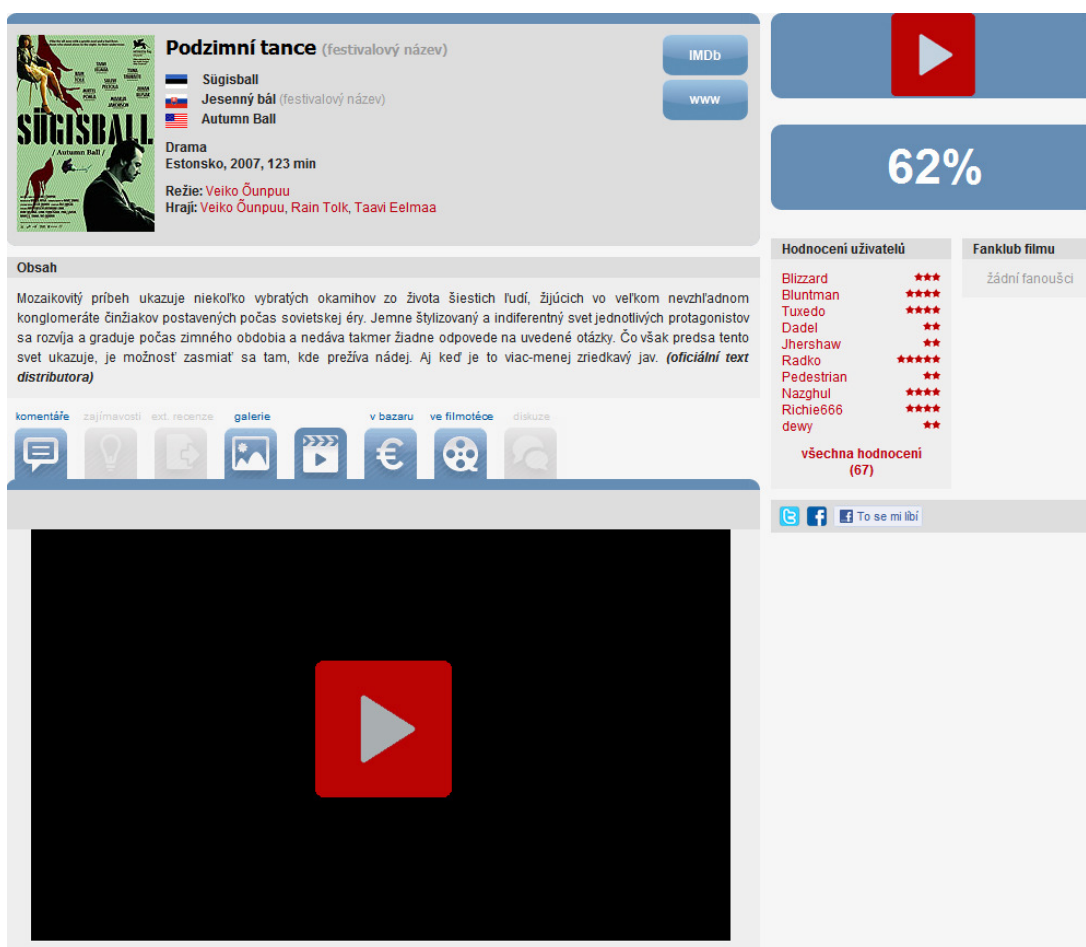 Podzimní tance (festivalový název)
Sügisball
Jesenný bál (festivalový název)
Autumn Ball
Drama
Estonsko, 2007, 123 min
Režie: Veiko Õunpuu
Hrají: Veiko Õunpuu, Rain Tolk, Taavi Eelmaa
IMDb
www
SÜGISBALL
/ Autumn Ball /
Obsah
Mozaikovitý príbeh ukazuje niekoľko vybratých okamihov zo života šiestich ľudí, žijúcich vo veľkom nevzhľadnom
konglomeráte činžiakov postavených počas sovietskej éry. Jemne štylizovaný a indiferentný svet jednotlivých protagonistov
sa rozvíja a graduje počas zimného obdobia a nedáva takmer žiadne odpovede na uvedené otázky. Čo však predsa tento
svet ukazuje, je možnosť zasmiať sa tam, kde prežíva nádej. Aj keď je to viac-menej zriedkavý jav. (oficiální text
distributora)
komentáře zajímavosti ext. recenze galerie v bazaru ve filmotéce diskuze
62%
Hodnocení uživatelů
Blizzard
Bluntman
Tuxedo
Dadel
Jhershaw
Radko
Pedestrian
Nazghul
Richie666
dewy
všechna hodnocení
(67)
Fanklub filmu
žádní fanoušci
To se mi líbí